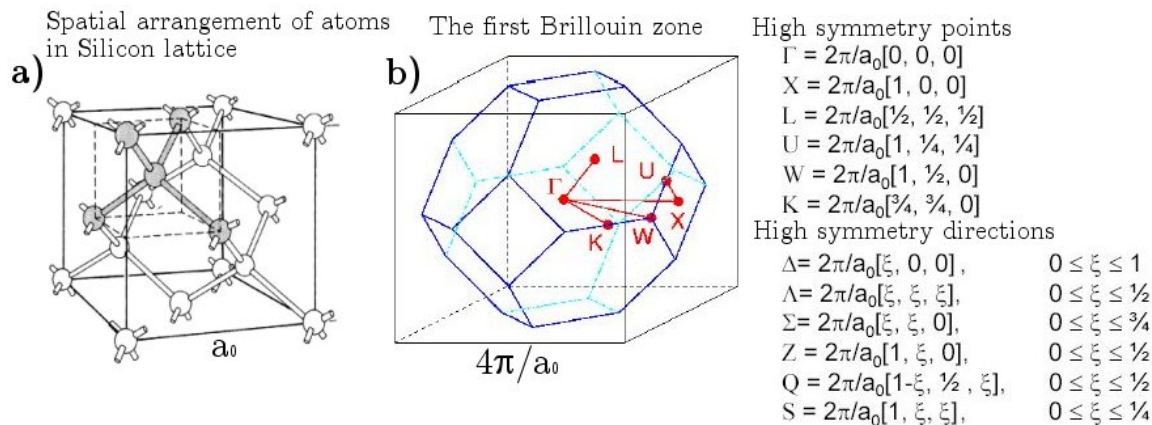 Spatial arrangement of atoms
in Silicon lattice
a)
a₀
The first Brillouin zone
b)
L
U
Γ
X
K
W
4π/a₀
High symmetry points
Γ = 2π/a₀[0, 0, 0]
X = 2π/a₀[1, 0, 0]
L = 2π/a₀[½, ½, ½]
U = 2π/a₀[1, ¼, ¼]
W = 2π/a₀[1, ½, 0]
K = 2π/a₀[¾, ¾, 0]
High symmetry directions
Δ= 2π/a₀[ξ, 0, 0] , 0 ≤ ξ ≤ 1
Λ= 2π/a₀[ξ, ξ, ξ], 0 ≤ ξ ≤ ½
Σ= 2π/a₀[ξ, ξ, 0], 0 ≤ ξ ≤ ¾
Z = 2π/a₀[1, ξ, 0], 0 ≤ ξ ≤ ½
Q = 2π/a₀[1-ξ, ½ , ξ], 0 ≤ ξ ≤ ½
S = 2π/a₀[1, ξ, ξ], 0 ≤ ξ ≤ ¼